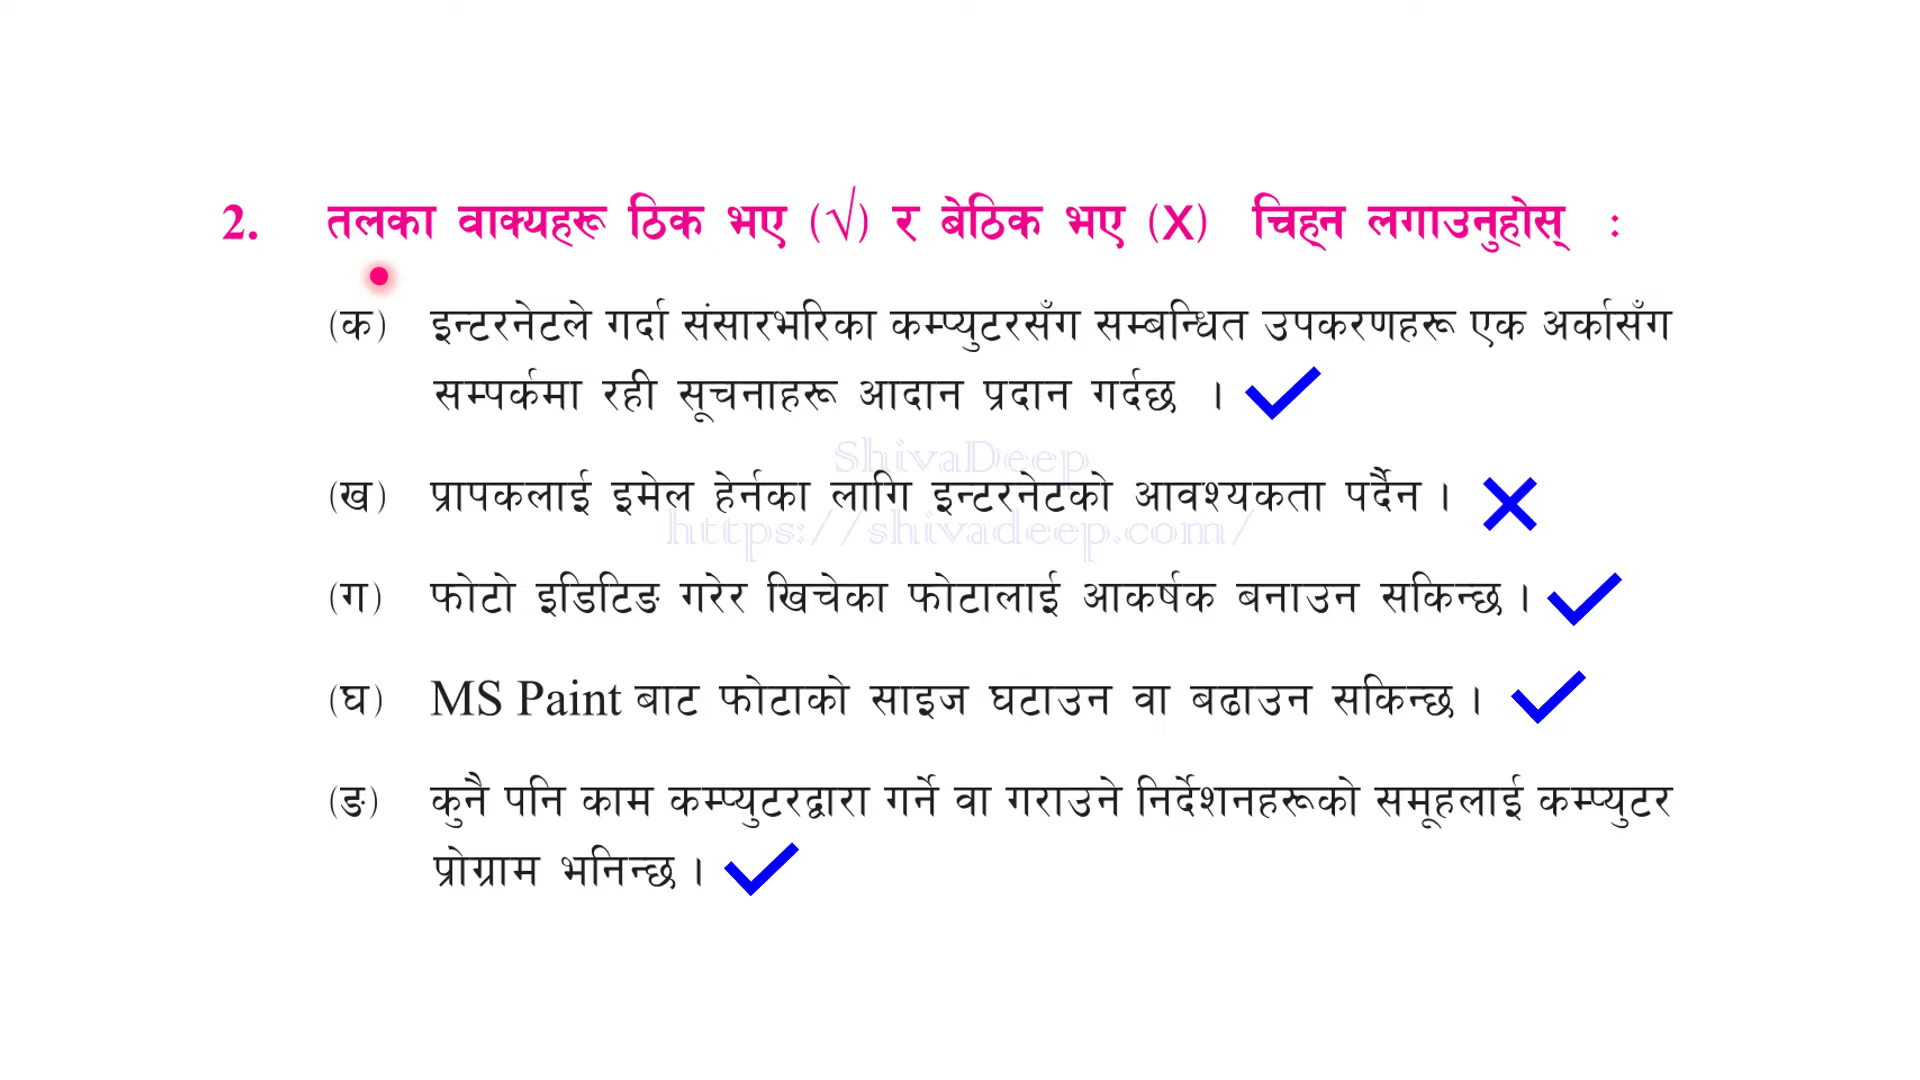 2. तलका वाक्यहरू ठिक भए (√) र बेठिक भए (X) चिह्न लगाउनुहोस् :
(क) इन्टरनेटले गर्दा संसारभरिका कम्प्युटरसँग सम्बन्धित उपकरणहरू एक अर्कासँग
सम्पर्कमा रही सूचनाहरू आदान प्रदान गर्दछ । ✓
ShivaDeep
(ख) प्रापकलाई इमेल हेर्नका लागि इन्टरनेटको आवश्यकता पर्दैन । ✕
https://shivadeep.com/
(ग) फोटो इडिटिङ गरेर खिचेका फोटालाई आकर्षक बनाउन सकिन्छ । ✓
(घ) MS Paint बाट फोटाको साइज घटाउन वा बढाउन सकिन्छ । ✓
(ङ) कुनै पनि काम कम्प्युटरद्वारा गर्ने वा गराउने निर्देशनहरूको समूहलाई कम्प्युटर
प्रोग्राम भनिन्छ । ✓